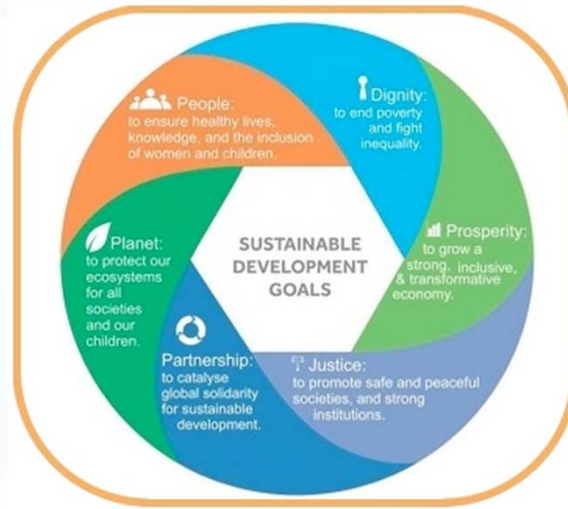 SUSTAINABLE
DEVELOPMENT
GOALS
Dignity:
to end poverty
and fight
inequality.
Prosperity:
to grow a
strong, inclusive,
& transformative
economy.
Justice:
to promote safe and peaceful
societies, and strong
institutions.
Partnership:
to catalyse
global solidarity
for sustainable
development.
Planet:
to protect our
ecosystems
for all
societies
and our
children.
People:
to ensure healthy lives,
knowledge, and the inclusion
of women and children.